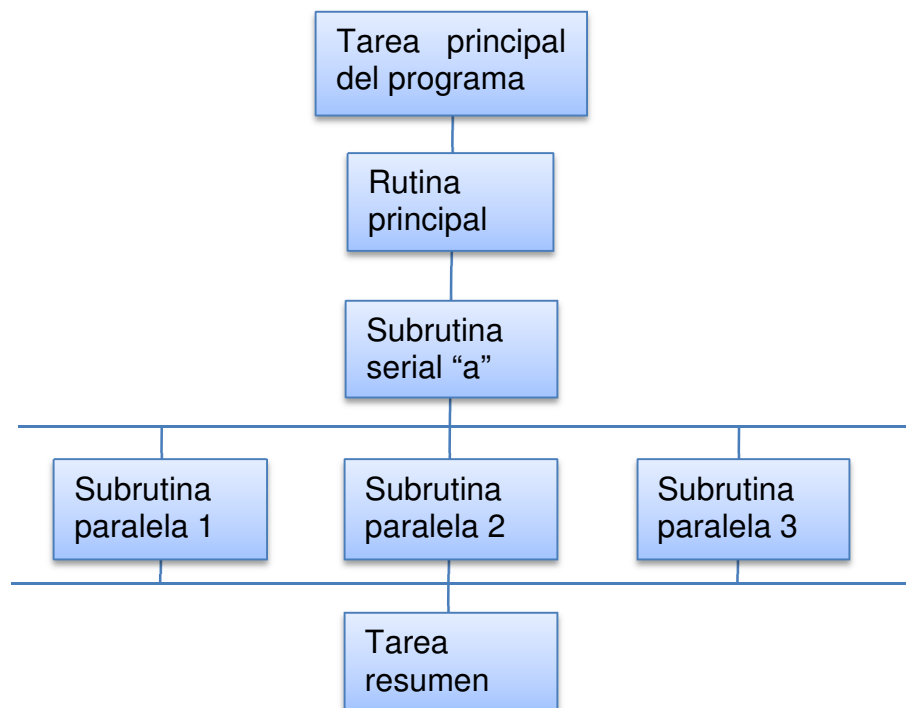 Tarea principal
del programa
Rutina
principal
Subrutina
serial “a”
Subrutina
paralela 1
Subrutina
paralela 2
Subrutina
paralela 3
Tarea
resumen